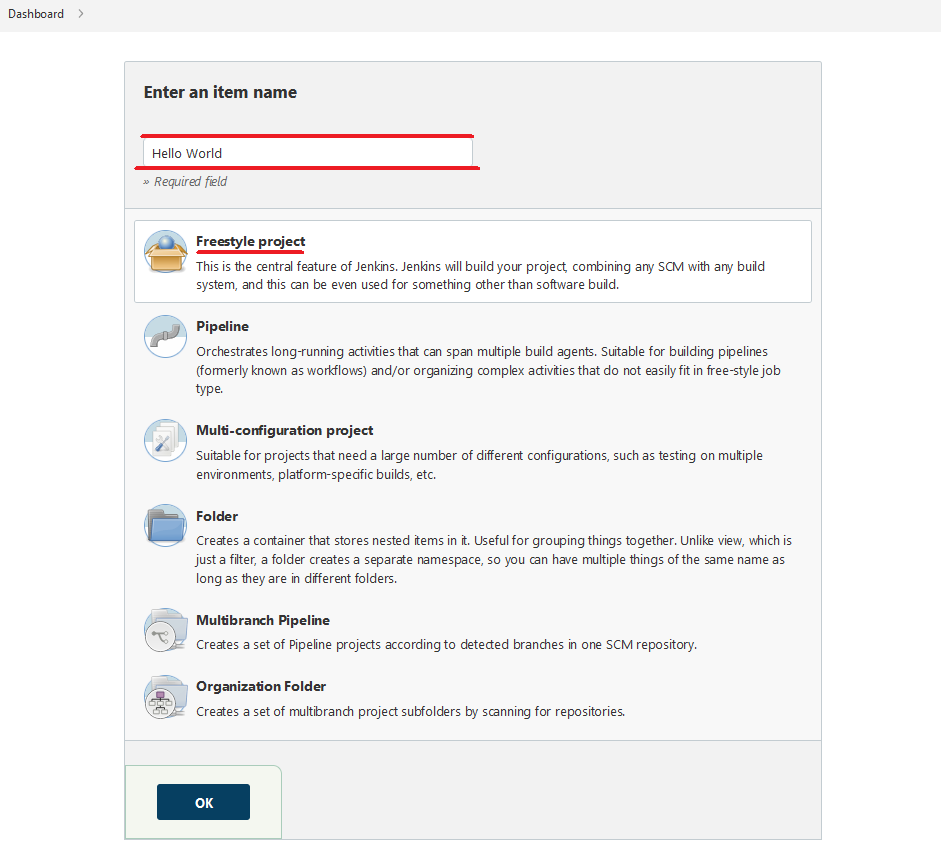 Dashboard
Enter an item name
Hello World
» Required field
Freestyle project
This is the central feature of Jenkins. Jenkins will build your project, combining any SCM with any build
system, and this can be even used for something other than software build.
Pipeline
Orchestrates long-running activities that can span multiple build agents. Suitable for building pipelines
(formerly known as workflows) and/or organizing complex activities that do not easily fit in free-style job
type.
Multi-configuration project
Suitable for projects that need a large number of different configurations, such as testing on multiple
environments, platform-specific builds, etc.
Folder
Creates a container that stores nested items in it. Useful for grouping things together. Unlike view, which is
just a filter, a folder creates a separate namespace, so you can have multiple things of the same name as
long as they are in different folders.
Multibranch Pipeline
Creates a set of Pipeline projects according to detected branches in one SCM repository.
Organization Folder
Creates a set of multibranch project subfolders by scanning for repositories.
OK